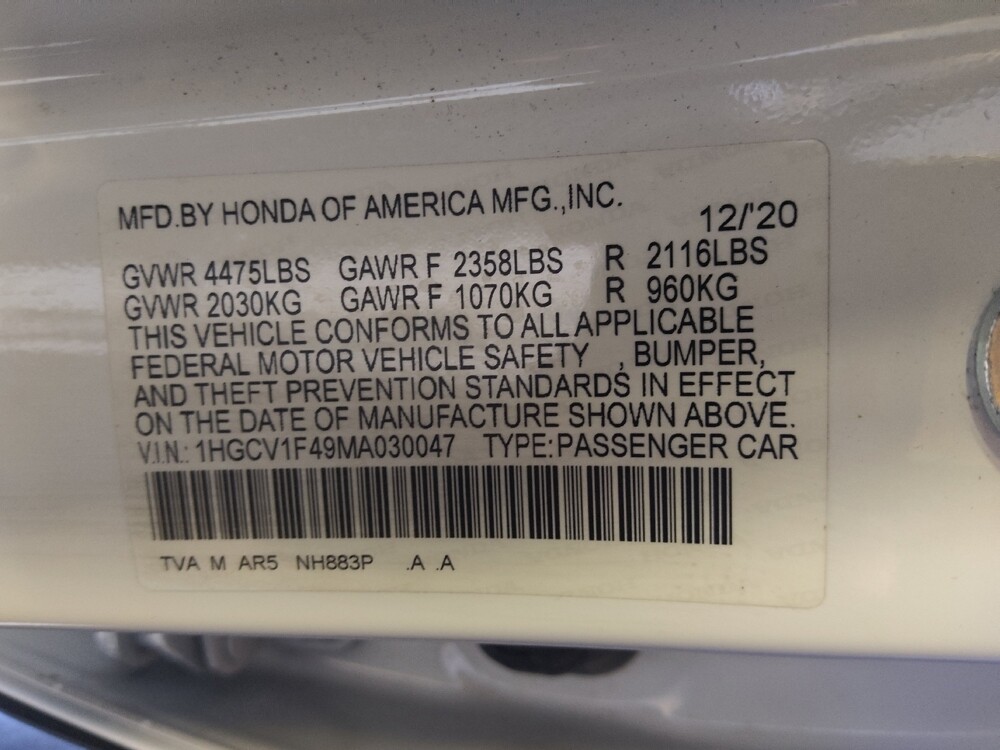 MFD.BY HONDA OF AMERICA MFG.,INC.
12/'20
GVWR 4475LBS GAWR F 2358LBS R 2116LBS
GVWR 2030KG GAWR F 1070KG R 960KG
THIS VEHICLE CONFORMS TO ALL APPLICABLE
FEDERAL MOTOR VEHICLE SAFETY , BUMPER,
AND THEFT PREVENTION STANDARDS IN EFFECT
ON THE DATE OF MANUFACTURE SHOWN ABOVE.
V.I.N.: 1HGCV1F49MA030047 TYPE:PASSENGER CAR
TVA M AR5 NH883P .A .A